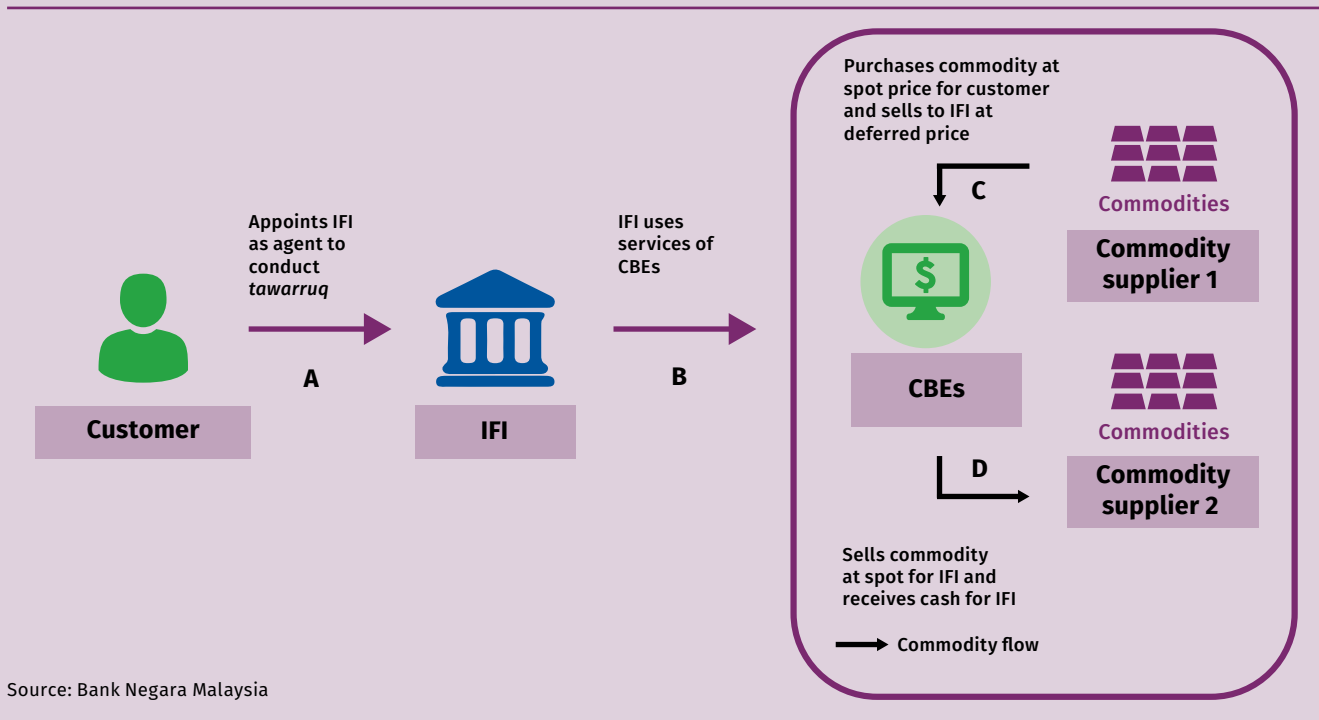 Appoints IFI
as agent to
conduct
tawarruq
A
Customer
IFI
IFI uses
services of
CBEs
B
Purchases commodity at
spot price for customer
and sells to IFI at
deferred price
C
$
CBEs
Commodities
Commodity
supplier 1
Commodities
Commodity
supplier 2
D
Sells commodity
at spot for IFI and
receives cash for IFI
Commodity flow
Source: Bank Negara Malaysia